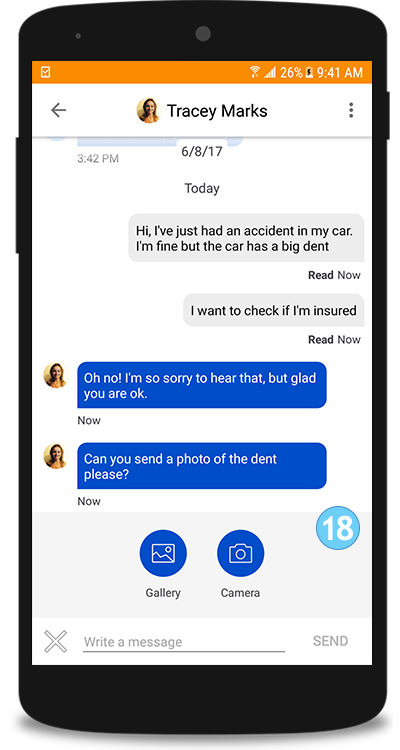 26% 9:41 AM
Tracey Marks
3:42 PM
6/8/17
Today
Hi, I've just had an accident in my car.
I'm fine but the car has a big dent
Read Now
I want to check if I'm insured
Read Now
Oh no! I'm so sorry to hear that, but glad
you are ok.
Now
Can you send a photo of the dent
please?
Now
18
Gallery
Camera
Write a message
SEND